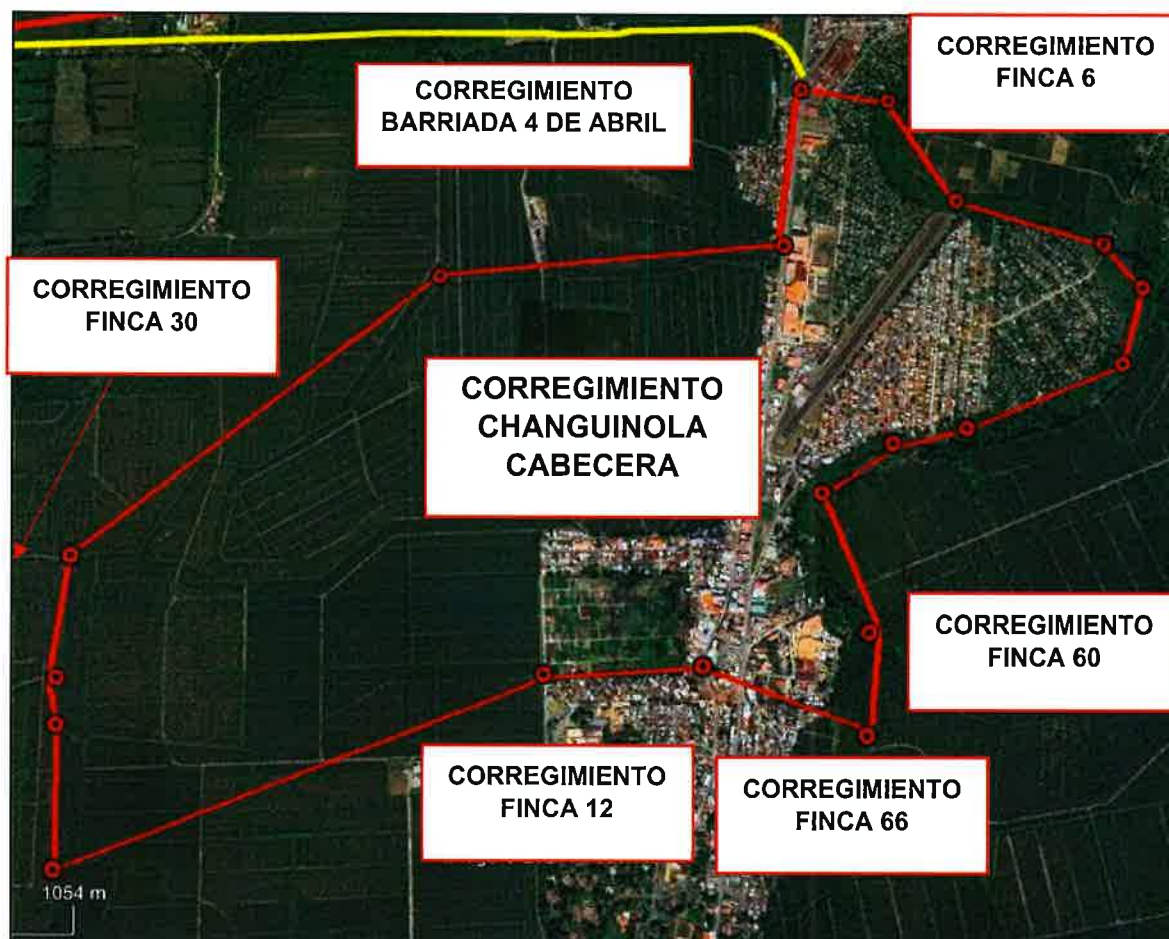 CORREGIMIENTO
FINCA 6
CORREGIMIENTO
BARRIADA 4 DE ABRIL
CORREGIMIENTO
FINCA 30
CORREGIMIENTO
CHANGUINOLA
CABECERA
CORREGIMIENTO
FINCA 60
CORREGIMIENTO
FINCA 12
CORREGIMIENTO
FINCA 66
1054 m